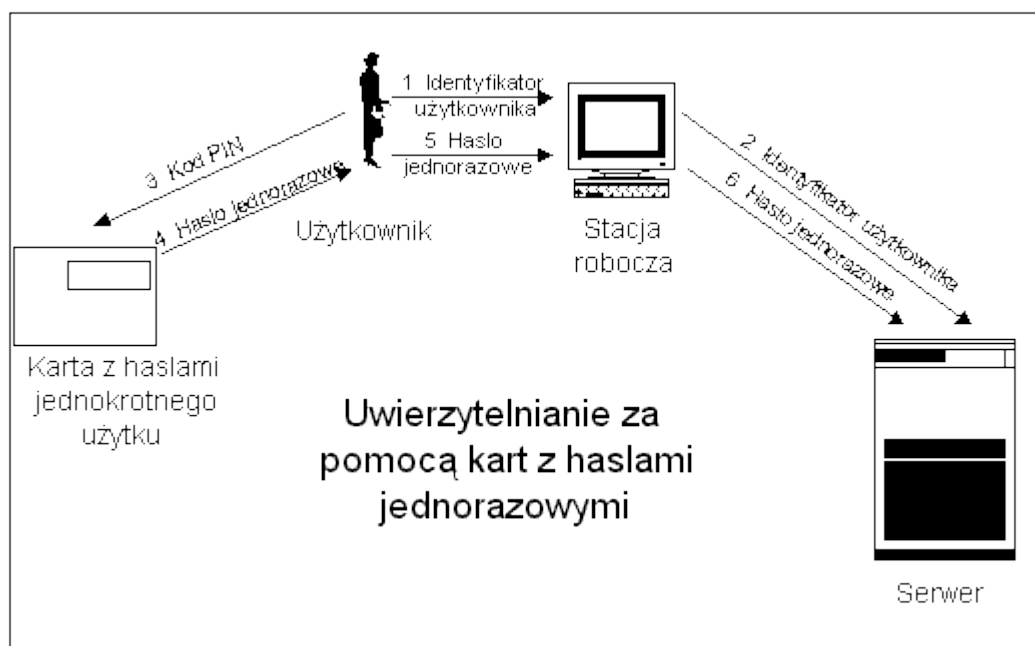 1 Identyfikator
użytkownika
5 Haslo
jednorazowe
3 Kod PIN
4 Haslo jednorazowe
2 Identyfikator użytkownika
6 Haslo jednorazowe
Użytkownik
Stacja
robocza
Karta z haslami
jednokrotnego
użytku
Uwierzytelnianie za
pomocą kart z haslami
jednorazowymi
Serwer